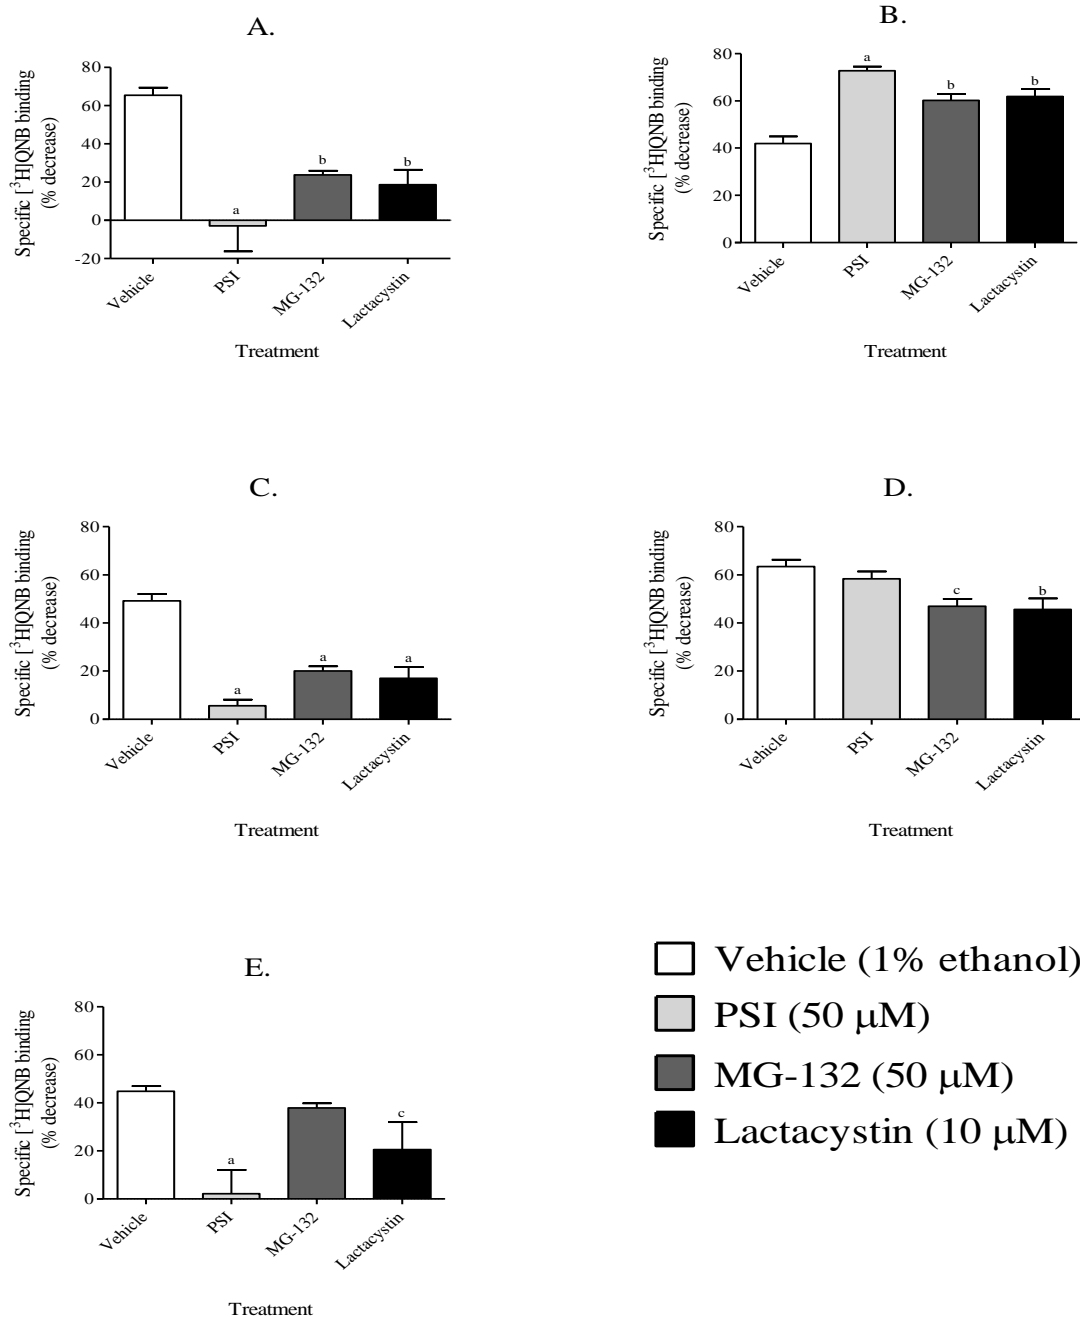 A.
Specific [³H]QNB binding
(% decrease)
80
60
40
20
0
-20
a
b
b
Vehicle
PSI
MG-132
Lactacystin
Treatment
B.
Specific [³H]QNB binding
(% decrease)
80
60
40
20
0
a
b
b
Vehicle
PSI
MG-132
Lactacystin
Treatment
C.
Specific [³H]QNB binding
(% decrease)
80
60
40
20
0
a
a
a
Vehicle
PSI
MG-132
Lactacystin
Treatment
D.
Specific [³H]QNB binding
(% decrease)
80
60
40
20
0
c
b
Vehicle
PSI
MG-132
Lactacystin
Treatment
E.
Specific [³H]QNB binding
(% decrease)
80
60
40
20
0
a
c
Vehicle
PSI
MG-132
Lactacystin
Treatment
Vehicle (1% ethanol)
PSI (50 μM)
MG-132 (50 μM)
Lactacystin (10 μM)